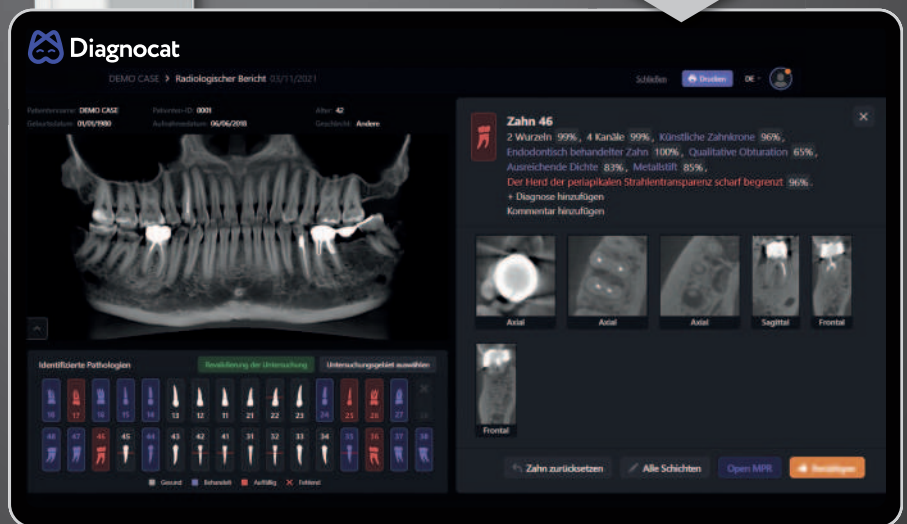 Diagnocat
DEMO CASE > Radiologischer Bericht 03/11/2021
Schließen
Drucken
DE
Patientenname: DEMO CASE
Patienten-ID: 0001
Alter: 42
Geburtsdatum: 01/01/1980
Aufnahmedatum: 06/06/2018
Geschlecht: Andere
Zahn 46
2 Wurzeln 99%, 4 Kanäle 99%, Künstliche Zahnkrone 96%,
Endodontisch behandelter Zahn 100%, Qualitative Obturation 65%,
Ausreichende Dichte 83%, Metallstift 85%,
Der Herd der periapikalen Strahlentransparenz scharf begrenzt 96%.
+ Diagnose hinzufügen
Kommentar hinzufügen
Axial
Axial
Axial
Sagittal
Frontal
Frontal
Identifizierte Pathologien
Revalidierung der Untersuchung
Untersuchungsgebiet auswählen
18 17 16 15 14 13 12 11 21 22 23 24 25 26 27
48 47 46 45 44 43 42 41 31 32 33 34 35 36 37 38
Gesund
Behandelt
Auffällig
Fehlend
Zahn zurücksetzen
Alle Schichten
Open MPR